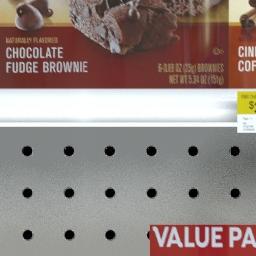 NATURALLY FLAVORED
CHOCOLATE
FUDGE BROWNIE
6-0.89 OZ (25g) BROWNIES
NET WT 5.34 OZ (151g)
CIN
COF
$
VALUE PA